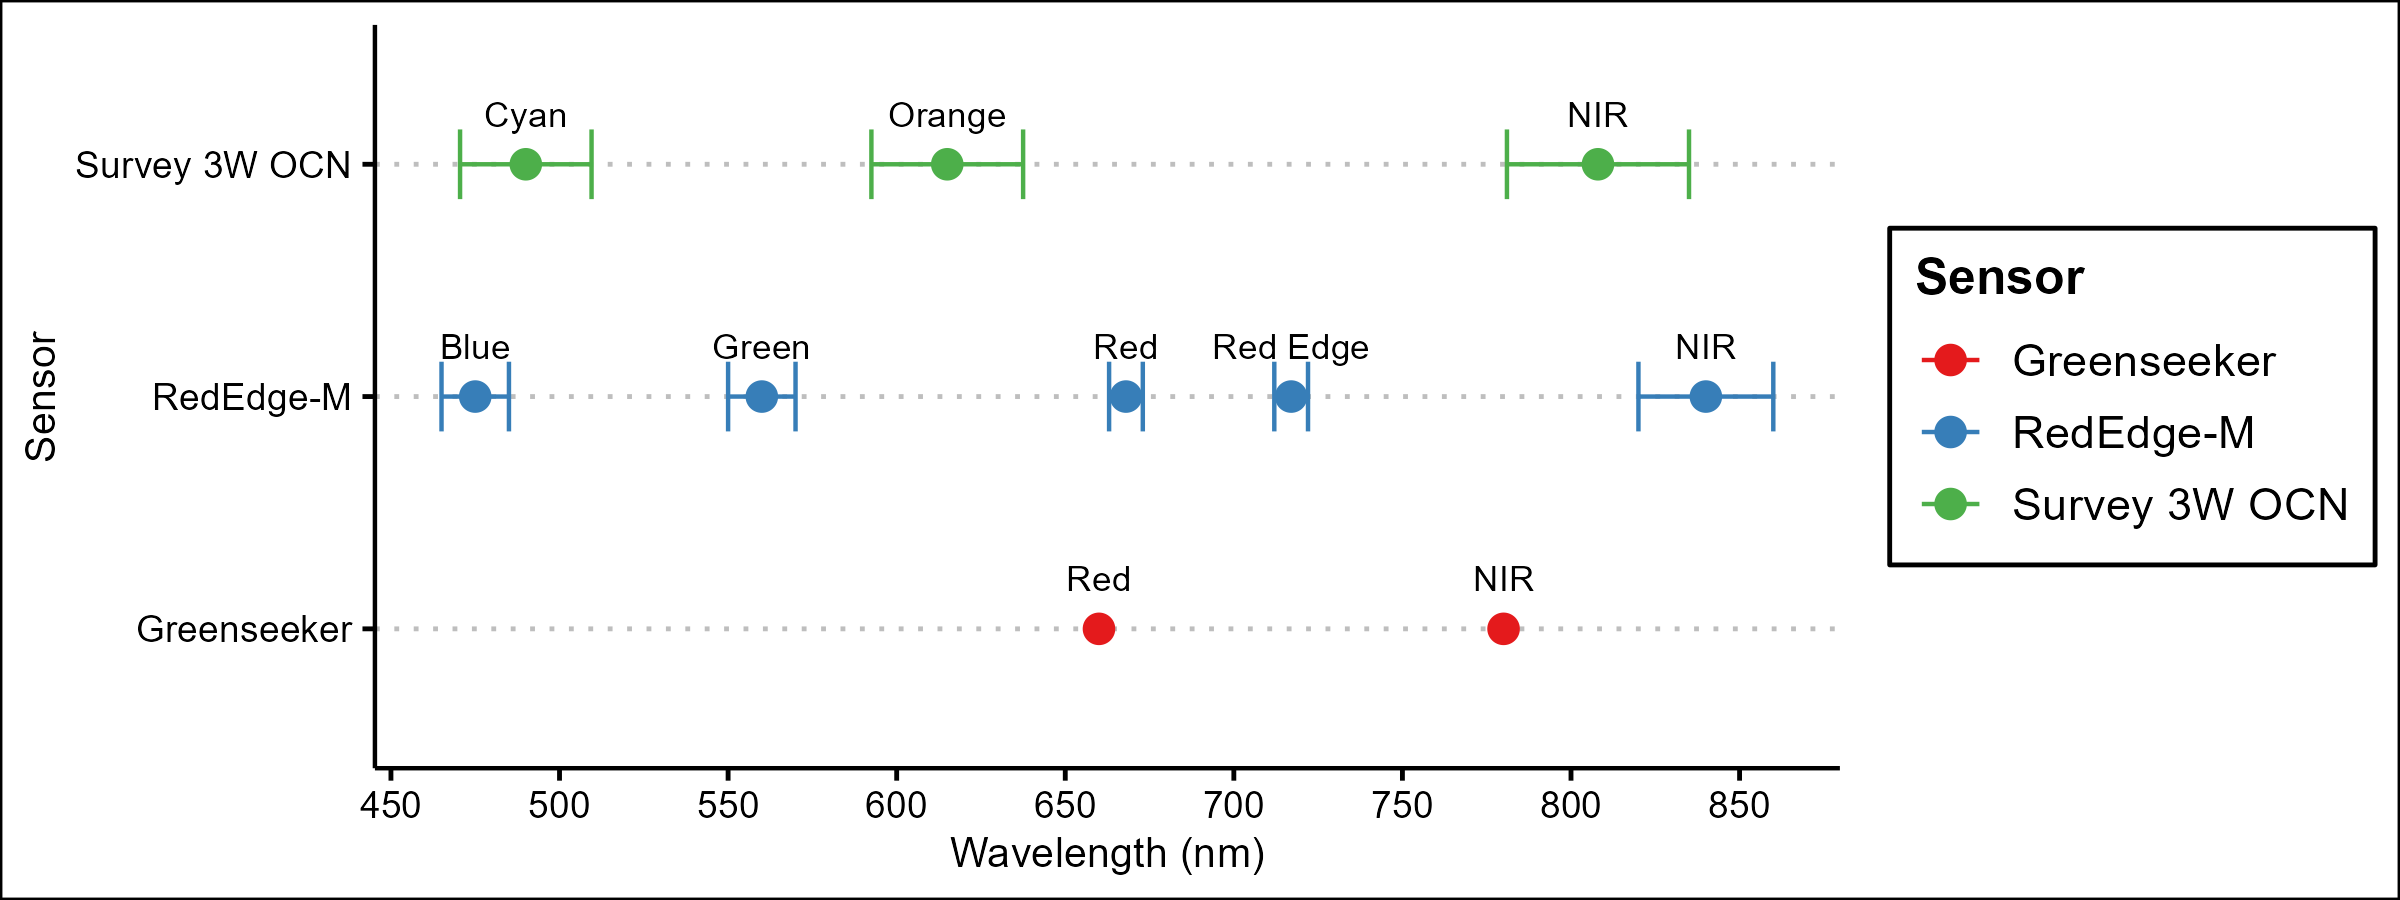 Cyan Orange NIR
Survey 3W OCN
Blue Green Red Red Edge NIR
RedEdge-M
Red NIR
Greenseeker
Sensor
450 500 550 600 650 700 750 800 850
Wavelength (nm)
Sensor
Greenseeker
RedEdge-M
Survey 3W OCN